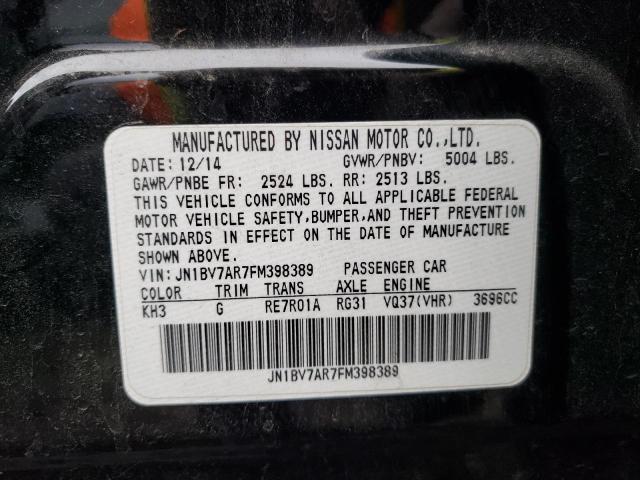 MANUFACTURED BY NISSAN MOTOR CO.,LTD.
DATE: 12/14 GVWR/PNBV: 5004 LBS.
GAWR/PNBE FR: 2524 LBS. RR: 2513 LBS.
THIS VEHICLE CONFORMS TO ALL APPLICABLE FEDERAL
MOTOR VEHICLE SAFETY,BUMPER,AND THEFT PREVENTION
STANDARDS IN EFFECT ON THE DATE OF MANUFACTURE
SHOWN ABOVE.
VIN: JN1BV7AR7FM398389 PASSENGER CAR
COLOR TRIM TRANS AXLE ENGINE
KH3 G RE7R01A RG31 VQ37(VHR) 3696CC
JN1BV7AR7FM398389